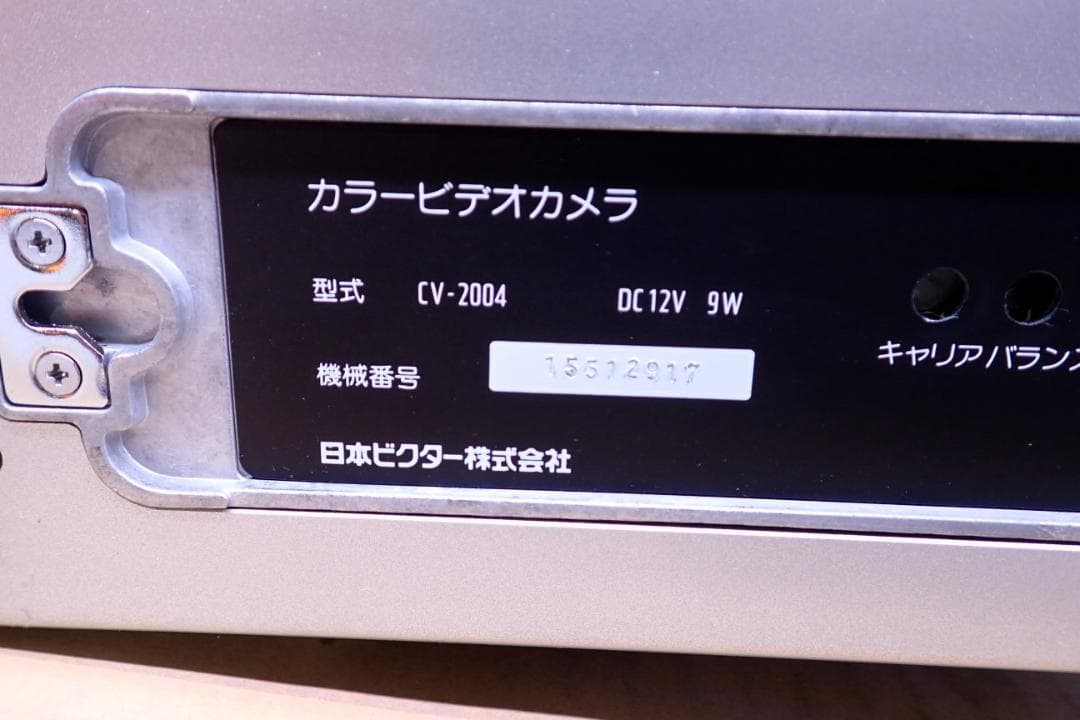 カラービデオカメラ
型式 CV-2004 DC12V 9W
機械番号 15512917
キャリアバランス
日本ビクター株式会社